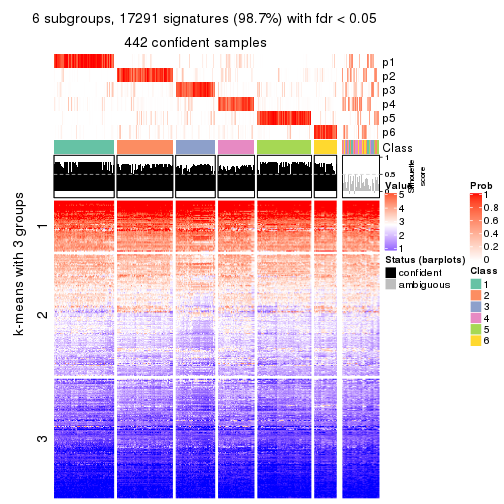 6 subgroups, 17291 signatures (98.7%) with fdr < 0.05
442 confident samples
p1
p2
p3
p4
p5
p6
Class
1
0.5
0
Silhouette
score
k-means with 3 groups
1
2
3
Value
5
4
3
2
1
Status (barplots)
confident
ambiguous
Prob
1
0.8
0.6
0.4
0.2
0
Class
1
2
3
4
5
6